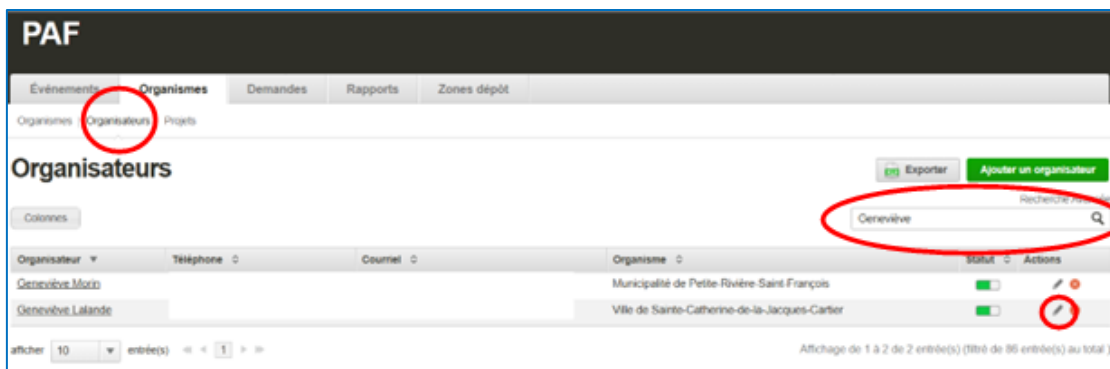 PAF
Événements Organismes Demandes Rapports Zones dépôt
Organismes Organisateurs Projets
Organisateurs
Exporter Ajouter un organisateur
Recherche
Colonnes Geneviève
Organisateur Téléphone Courriel Organisme Statut Actions
Geneviève Morin Municipalité de Petite-Rivière-Saint-François
Geneviève Lalande Ville de Sainte-Catherine-de-la-Jacques-Cartier
afficher 10 entrée(s) 1 Affichage de 1 à 2 de 2 entrée(s) (filtré de 86 entrée(s) au total )